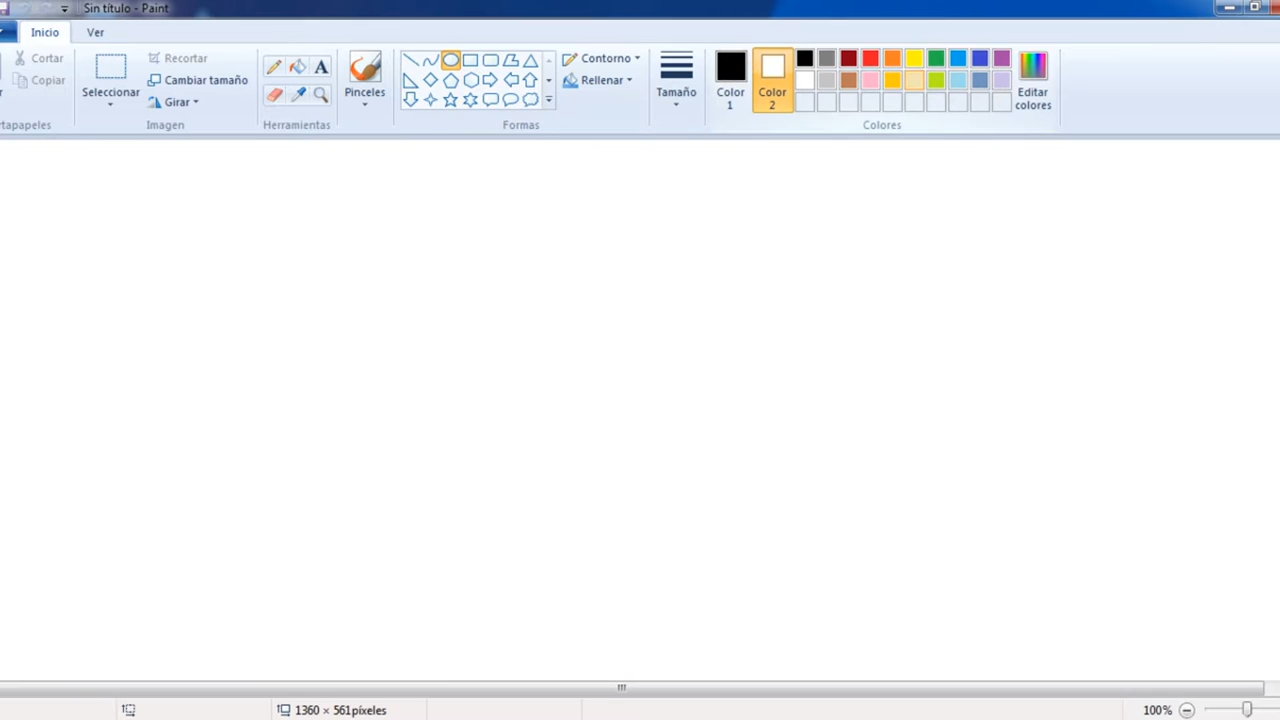 Sin título - Paint
Inicio Ver
Cortar
Copiar
Seleccionar
Recortar
Cambiar tamaño
Girar
Pinceles
Contorno
Rellenar
Tamaño
Color 1
Color 2
Editar colores
tapapeles
Imagen
Herramientas
Formas
Colores
1360 × 561píxeles
100%